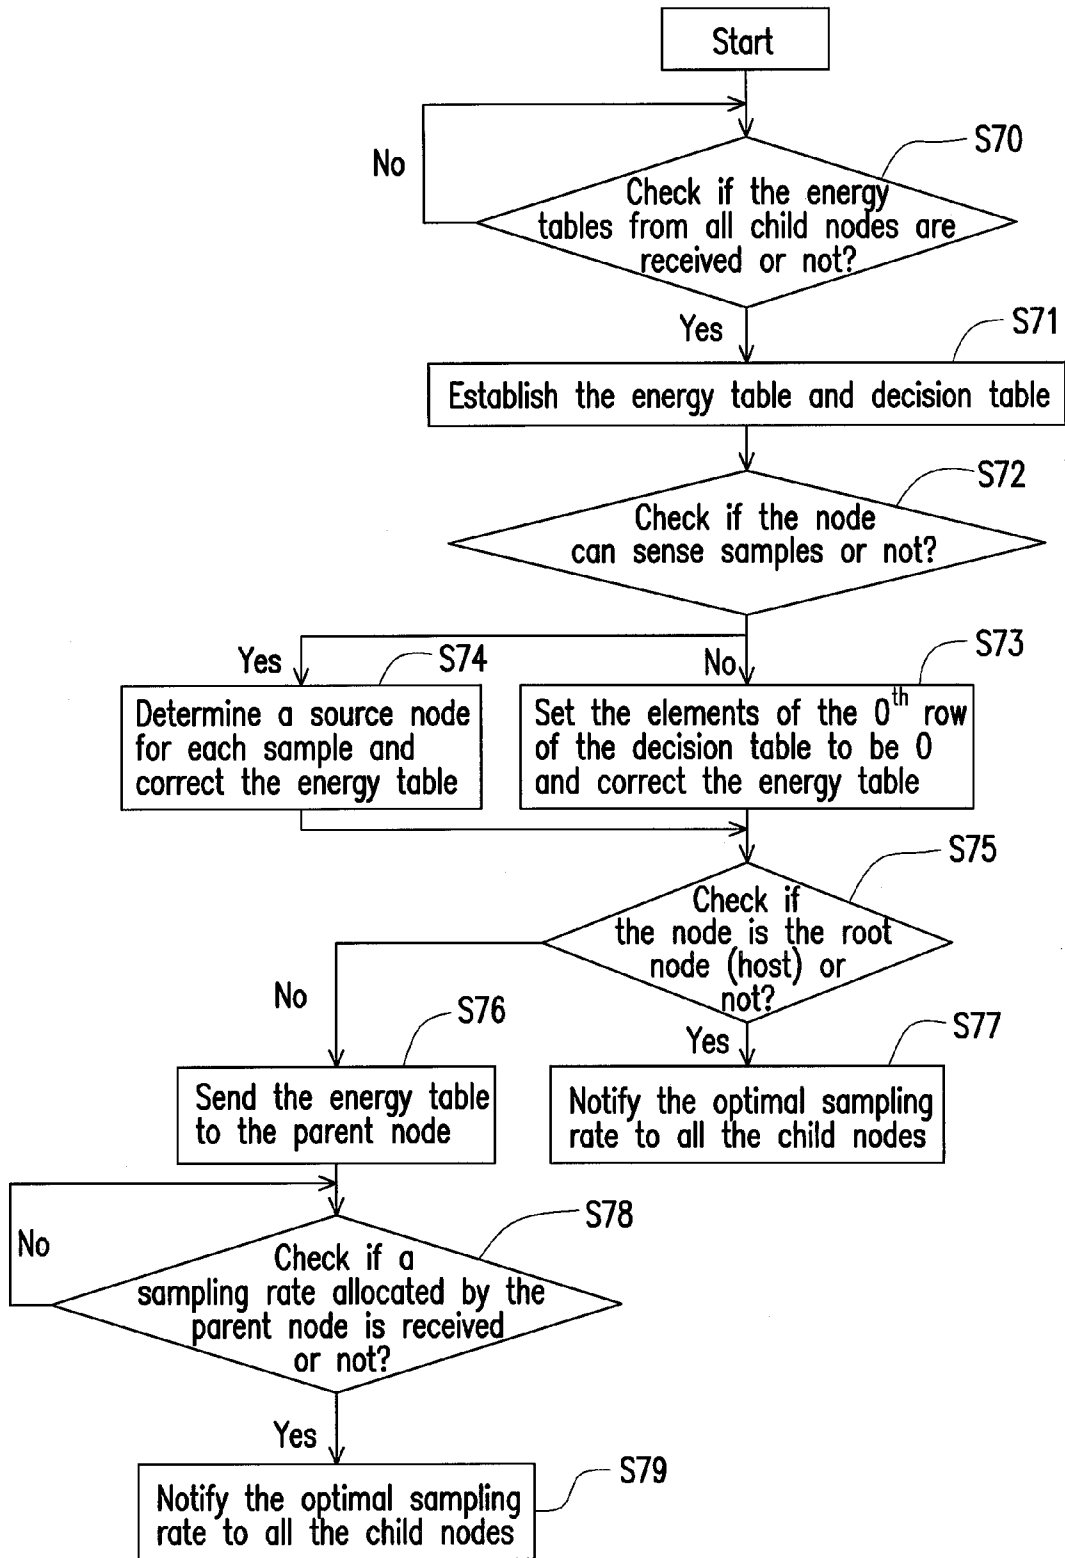 Start
S70
No
Check if the energy
tables from all child nodes are
received or not?
Yes
S71
Establish the energy table and decision table
S72
Check if the node
can sense samples or not?
Yes
S74
No
S73
Determine a source node
for each sample and
correct the energy table
Set the elements of the 0th row
of the decision table to be 0
and correct the energy table
S75
Check if
the node is the root
node (host) or
not?
No
S76
Yes
S77
Send the energy table
to the parent node
Notify the optimal sampling
rate to all the child nodes
S78
No
Check if a
sampling rate allocated by the
parent node is received
or not?
Yes
S79
Notify the optimal sampling
rate to all the child nodes